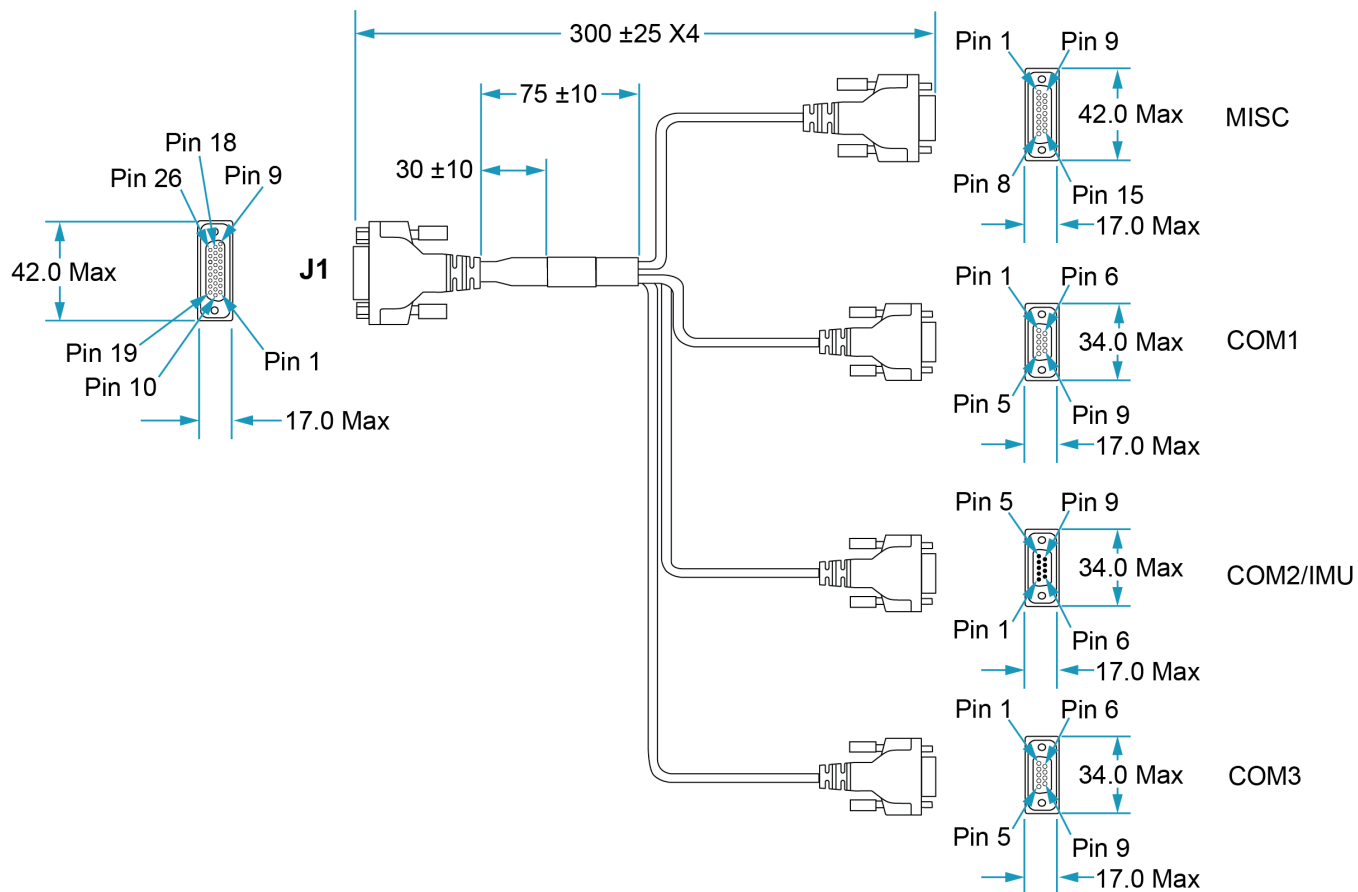 300 ±25 X4
75 ±10
30 ±10
Pin 18
Pin 26
Pin 9
42.0 Max
J1
Pin 19
Pin 10
Pin 1
17.0 Max
Pin 1
Pin 9
42.0 Max
MISC
Pin 8
Pin 15
17.0 Max
Pin 1
Pin 6
34.0 Max
COM1
Pin 5
Pin 9
17.0 Max
Pin 5
Pin 9
34.0 Max
COM2/IMU
Pin 1
Pin 6
17.0 Max
Pin 1
Pin 6
34.0 Max
COM3
Pin 5
Pin 9
17.0 Max